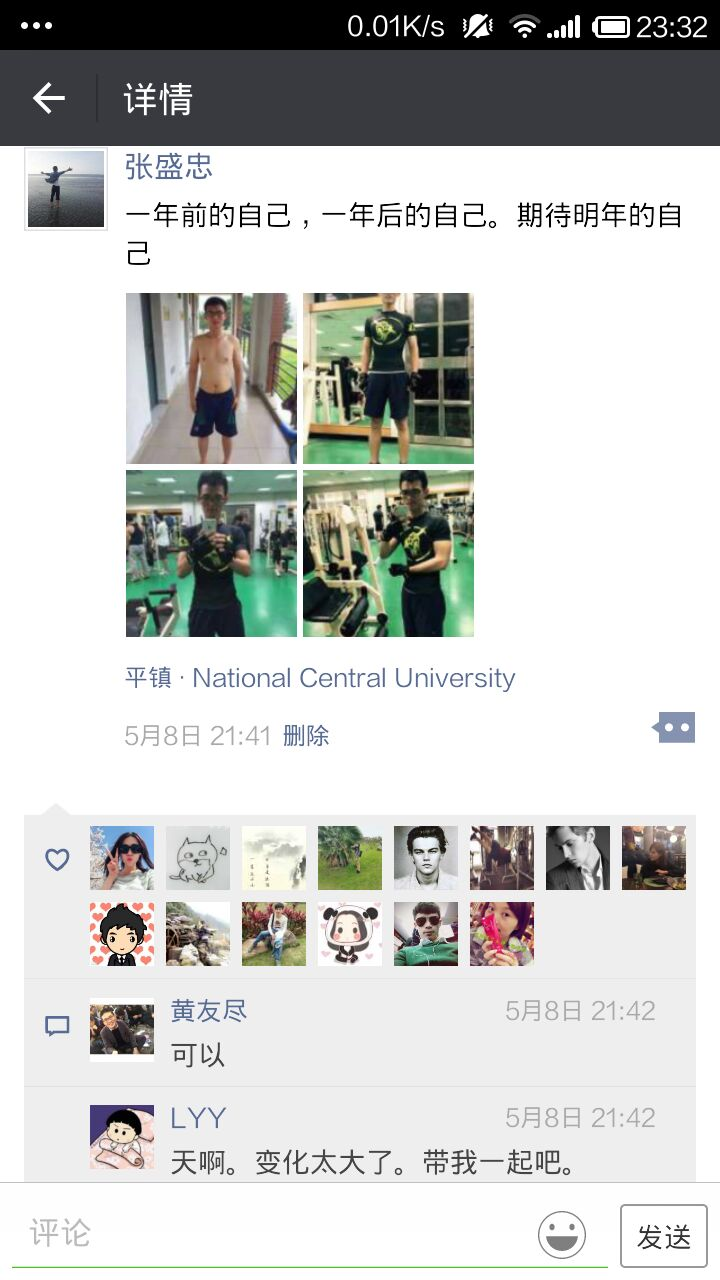 0.01K/s 23:32
详情
张盛忠
一年前的自己，一年后的自己。期待明年的自
己
平镇 · National Central University
5月8日 21:41 删除
黄友尽 5月8日 21:42
可以
LYY 5月8日 21:42
天啊。变化太大了。带我一起吧。
评论 发送